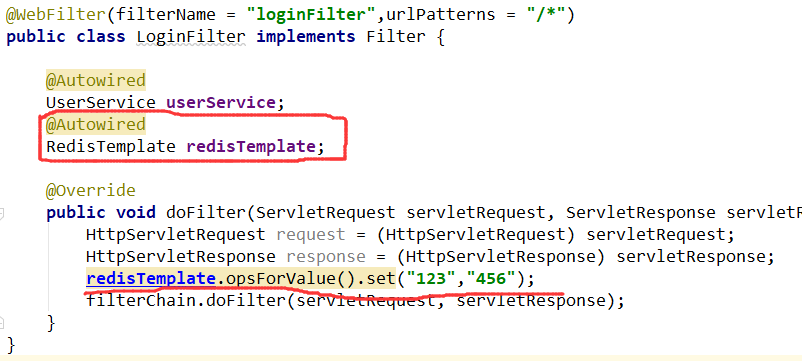 @WebFilter(filterName = "loginFilter",urlPatterns = "/*")
public class LoginFilter implements Filter {
@Autowired
UserService userService;
@Autowired
RedisTemplate redisTemplate;
@Override
public void doFilter(ServletRequest servletRequest, ServletResponse servletR
HttpServletRequest request = (HttpServletRequest) servletRequest;
HttpServletResponse response = (HttpServletResponse) servletResponse;
redisTemplate.opsForValue().set("123","456");
filterChain.doFilter(servletRequest, servletResponse);
}
}